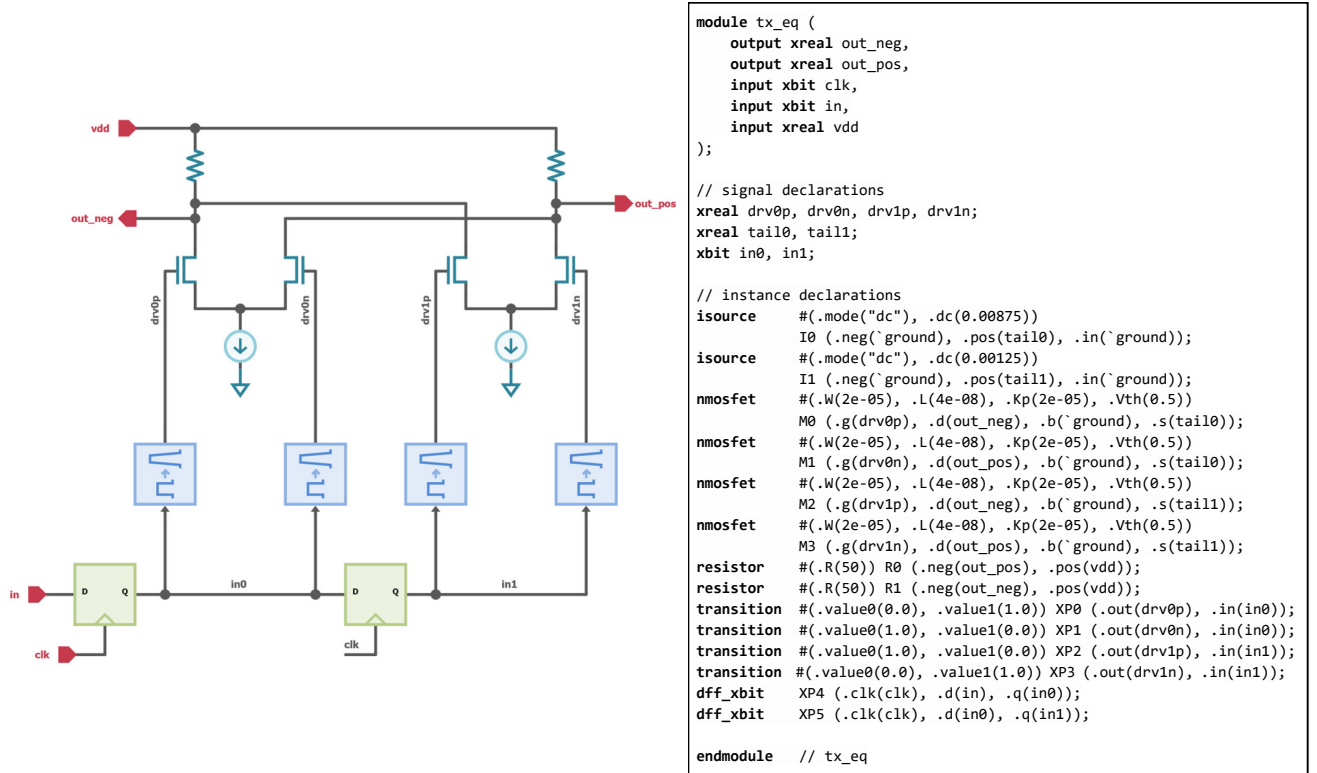 vdd
out_neg
out_pos
drv0p
drv0n
drv1p
drv1n
in
D
Q
in0
D
Q
in1
clk
clk
module tx_eq (
    output xreal out_neg,
    output xreal out_pos,
    input xbit clk,
    input xbit in,
    input xreal vdd
);
// signal declarations
xreal drv0p, drv0n, drv1p, drv1n;
xreal tail0, tail1;
xbit in0, in1;
// instance declarations
isource     #(.mode("dc"), .dc(0.00875))
            I0 (.neg(`ground), .pos(tail0), .in(`ground));
isource     #(.mode("dc"), .dc(0.00125))
            I1 (.neg(`ground), .pos(tail1), .in(`ground));
nmosfet     #(.W(2e-05), .L(4e-08), .Kp(2e-05), .Vth(0.5))
            M0 (.g(drv0p), .d(out_neg), .b(`ground), .s(tail0));
nmosfet     #(.W(2e-05), .L(4e-08), .Kp(2e-05), .Vth(0.5))
            M1 (.g(drv0n), .d(out_pos), .b(`ground), .s(tail0));
nmosfet     #(.W(2e-05), .L(4e-08), .Kp(2e-05), .Vth(0.5))
            M2 (.g(drv1p), .d(out_neg), .b(`ground), .s(tail1));
nmosfet     #(.W(2e-05), .L(4e-08), .Kp(2e-05), .Vth(0.5))
            M3 (.g(drv1n), .d(out_pos), .b(`ground), .s(tail1));
resistor    #(.R(50)) R0 (.neg(out_pos), .pos(vdd));
resistor    #(.R(50)) R1 (.neg(out_neg), .pos(vdd));
transition  #(.value0(0.0), .value1(1.0)) XP0 (.out(drv0p), .in(in0));
transition  #(.value0(1.0), .value1(0.0)) XP1 (.out(drv0n), .in(in0));
transition  #(.value0(1.0), .value1(0.0)) XP2 (.out(drv1p), .in(in1));
transition #(.value0(0.0), .value1(1.0)) XP3 (.out(drv1n), .in(in1));
dff_xbit    XP4 (.clk(clk), .d(in), .q(in0));
dff_xbit    XP5 (.clk(clk), .d(in0), .q(in1));
endmodule   // tx_eq